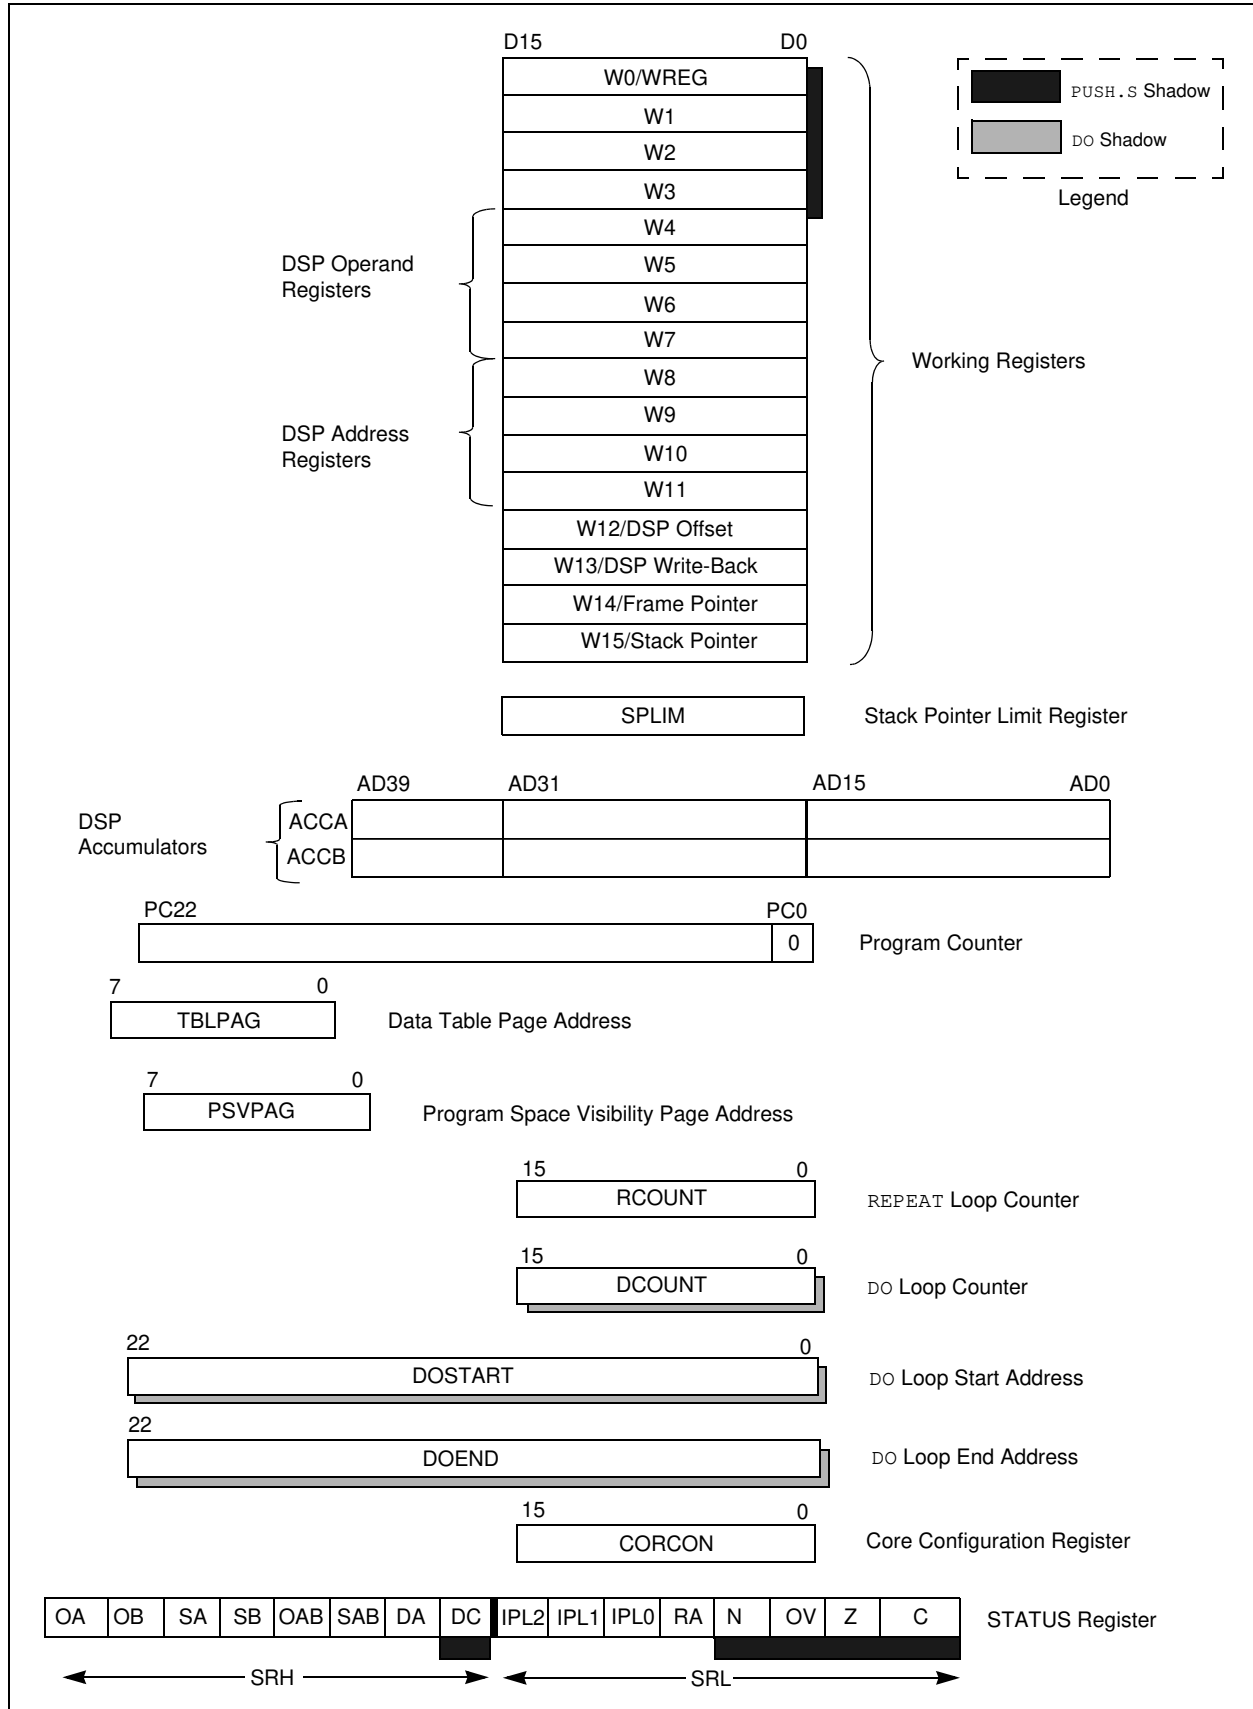 D15 D0
W0/WREG
W1
W2
W3
W4
W5
W6
W7
W8
W9
W10
W11
W12/DSP Offset
W13/DSP Write-Back
W14/Frame Pointer
W15/Stack Pointer
PUSH.S Shadow
DO Shadow
Legend
DSP Operand
Registers
DSP Address
Registers
Working Registers
SPLIM Stack Pointer Limit Register
AD39 AD31 AD15 AD0
DSP
Accumulators
ACCA
ACCB
PC22 PC0
0 Program Counter
7 0
TBLPAG Data Table Page Address
7 0
PSVPAG Program Space Visibility Page Address
15 0
RCOUNT REPEAT Loop Counter
15 0
DCOUNT DO Loop Counter
22 0
DOSTART DO Loop Start Address
22
DOEND DO Loop End Address
15 0
CORCON Core Configuration Register
OA OB SA SB OAB SAB DA DC IPL2 IPL1 IPL0 RA N OV Z C STATUS Register
SRH SRL